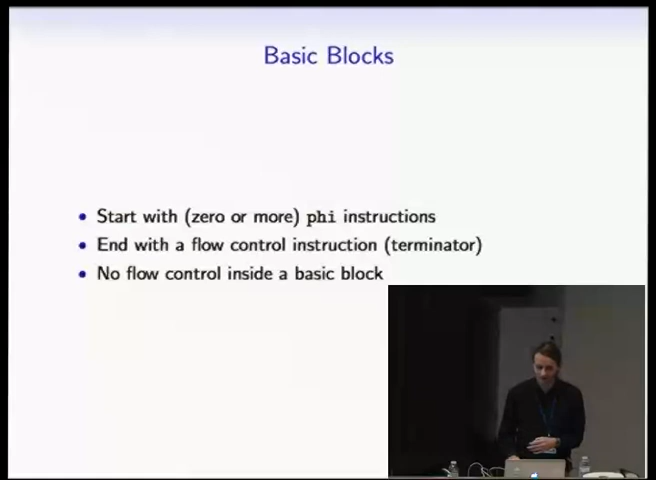 Basic Blocks
• Start with (zero or more) phi instructions
• End with a flow control instruction (terminator)
• No flow control inside a basic block